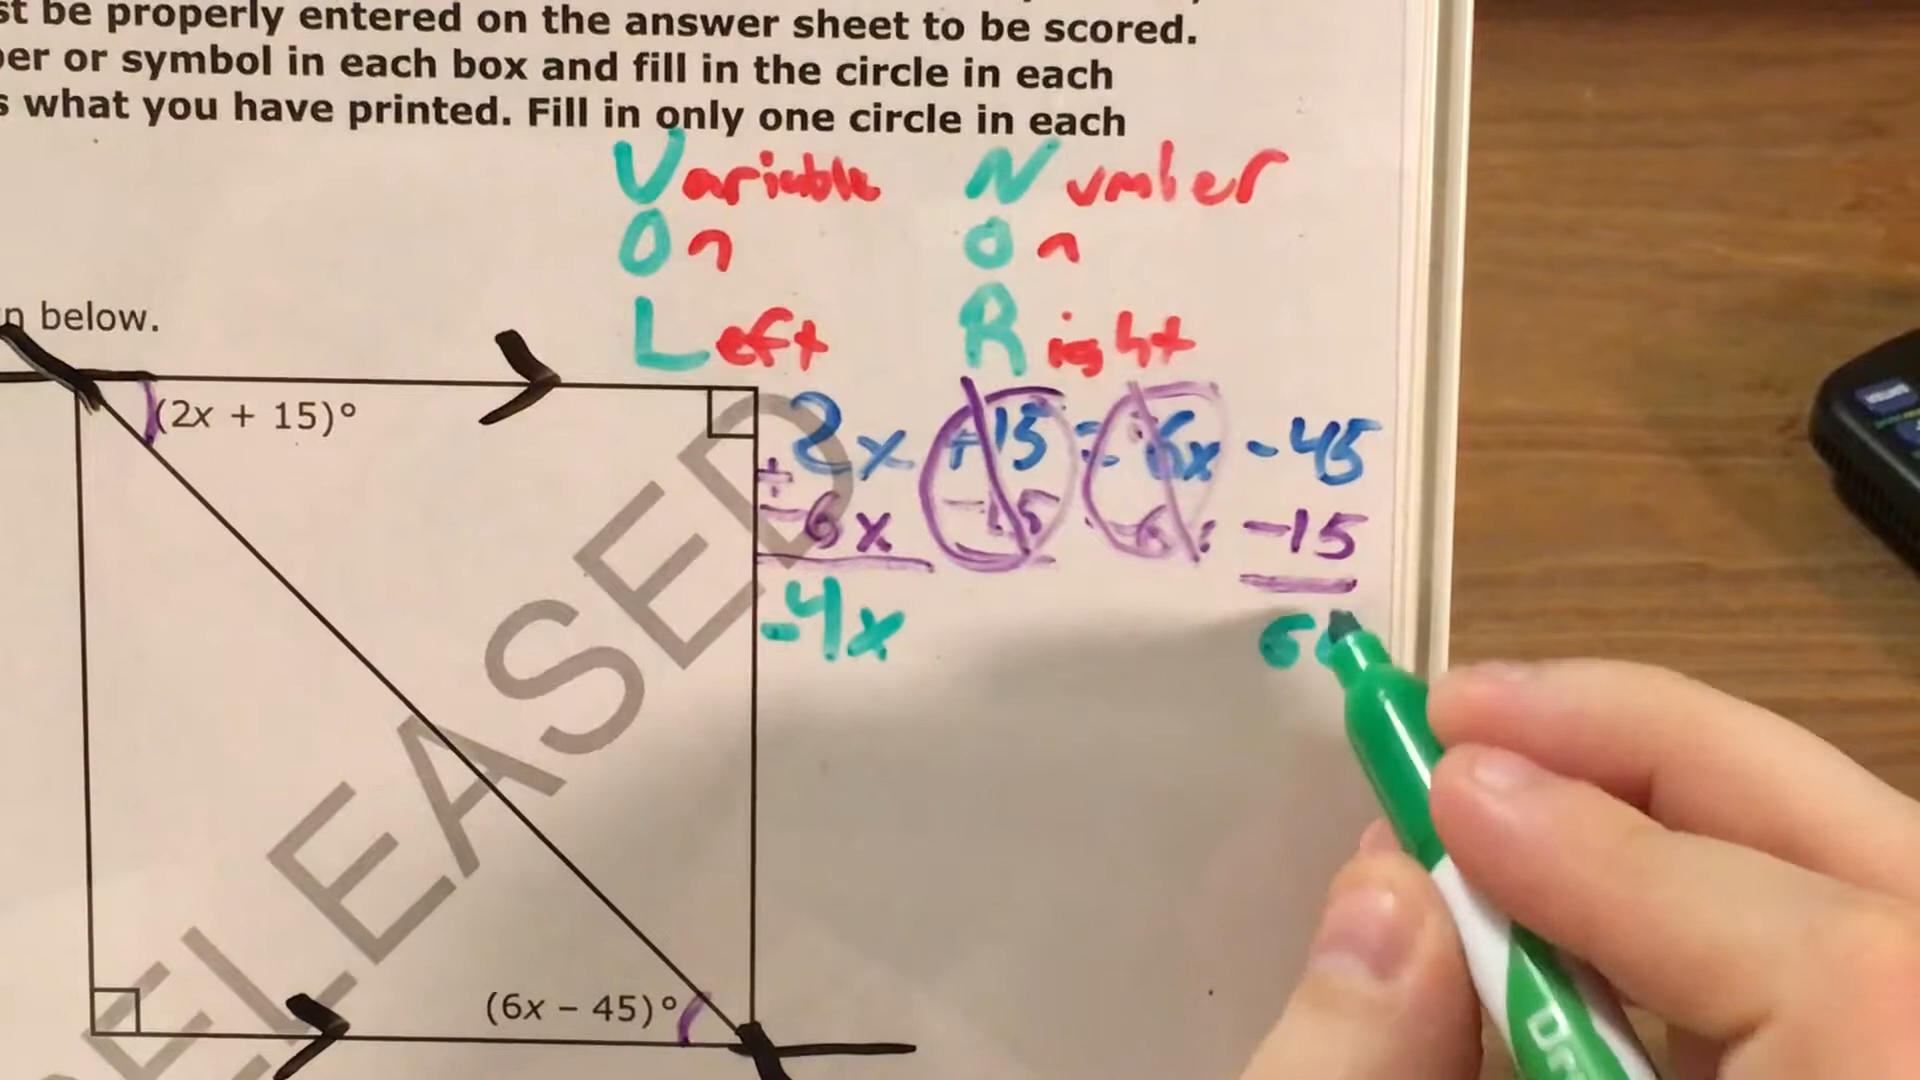 st be properly entered on the answer sheet to be scored.
ber or symbol in each box and fill in the circle in each
s what you have printed. Fill in only one circle in each
Variable Number
On On
Left Right
n below.
(2x + 15)°
2x +15 = 6x -45
-6x -15 -6x -15
-4x 60
RELEASED
(6x – 45)°